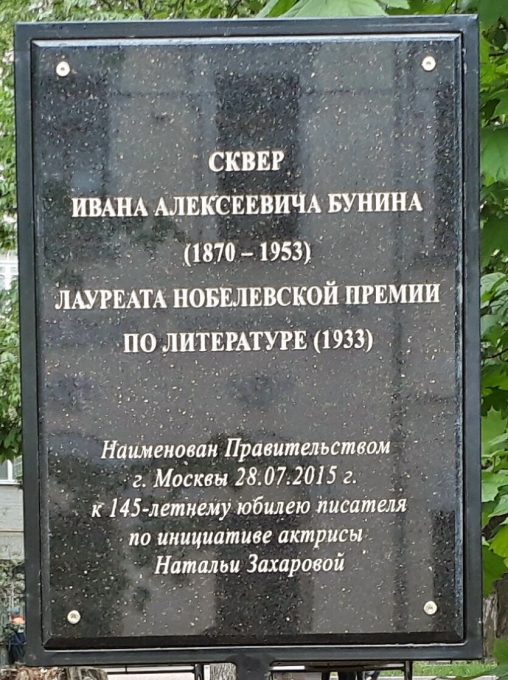 СКВЕР
ИВАНА АЛЕКСЕЕВИЧА БУНИНА
(1870 – 1953)
ЛАУРЕАТА НОБЕЛЕВСКОЙ ПРЕМИИ
ПО ЛИТЕРАТУРЕ (1933)
Наименован Правительством
г. Москвы 28.07.2015 г.
к 145-летнему юбилею писателя
по инициативе актрисы
Натальи Захаровой